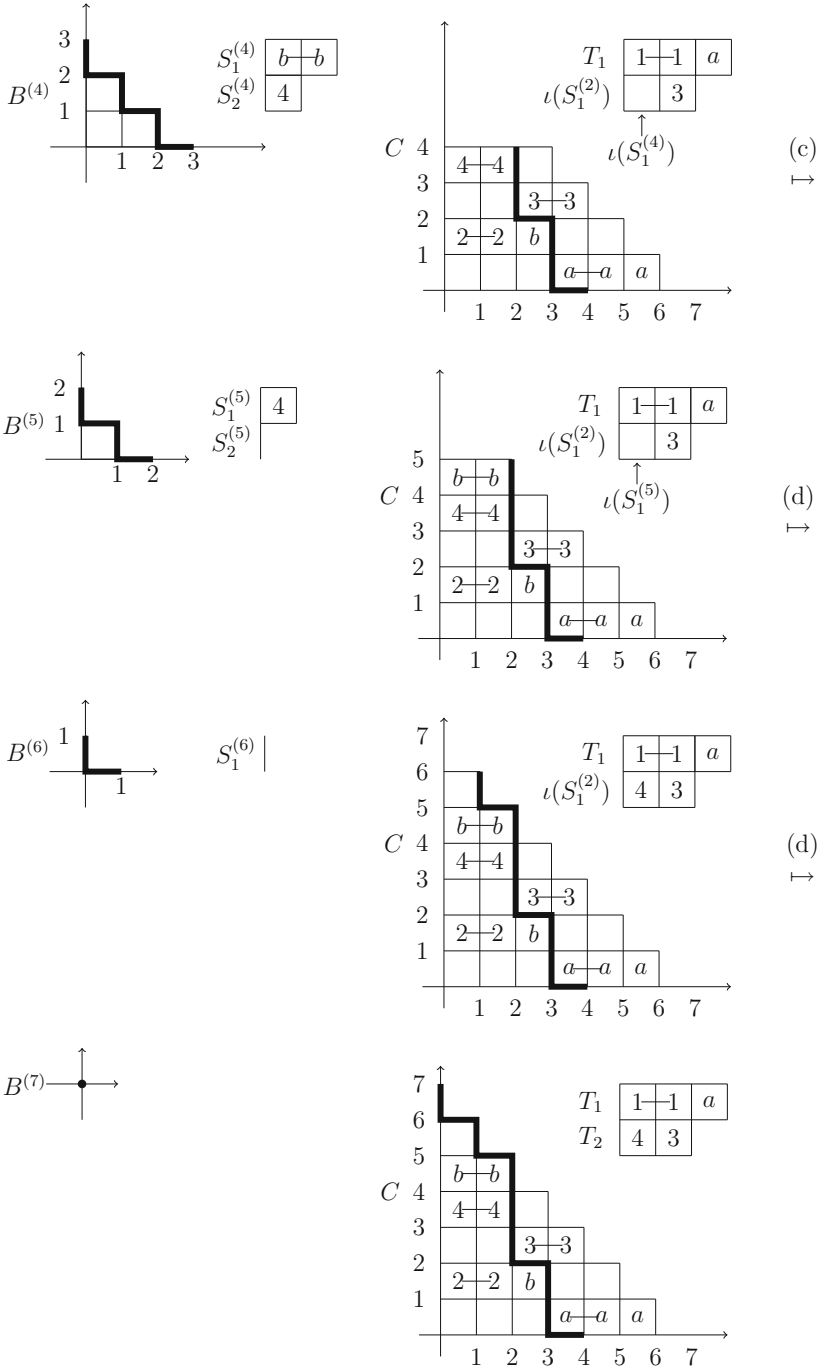 3
2
B^{(4)}
1
1 2 3
S_1^{(4)} b b
S_2^{(4)} 4
T_1 1 1 a
ι(S_1^{(2)}) 3
ι(S_1^{(4)})
C 4
3
2
1
4 4
3 3
2 2 b
a a a
1 2 3 4 5 6 7
(c)
↦
2
1
B^{(5)}
1 2
S_1^{(5)} 4
S_2^{(5)}
T_1 1 1 a
ι(S_1^{(2)}) 3
ι(S_1^{(5)})
5
C 4
3
2
1
b b
4 4
3 3
2 2 b
a a a
1 2 3 4 5 6 7
(d)
↦
1
B^{(6)}
1
S_1^{(6)}
T_1 1 1 a
ι(S_1^{(2)}) 4 3
7
6
5
C 4
3
2
1
b b
4 4
3 3
2 2 b
a a a
1 2 3 4 5 6 7
(d)
↦
B^{(7)}
T_1 1 1 a
T_2 4 3
7
6
5
C 4
3
2
1
b b
4 4
3 3
2 2 b
a a a
1 2 3 4 5 6 7